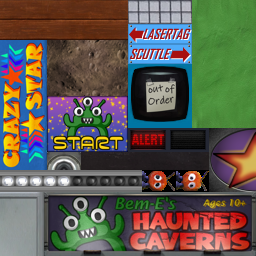 CRAZY
STAR
LASERTAG
SCUTTLE
out of
Order
START
ALERT
Bem-E's Ages 10+
HAUNTED
CAVERNS